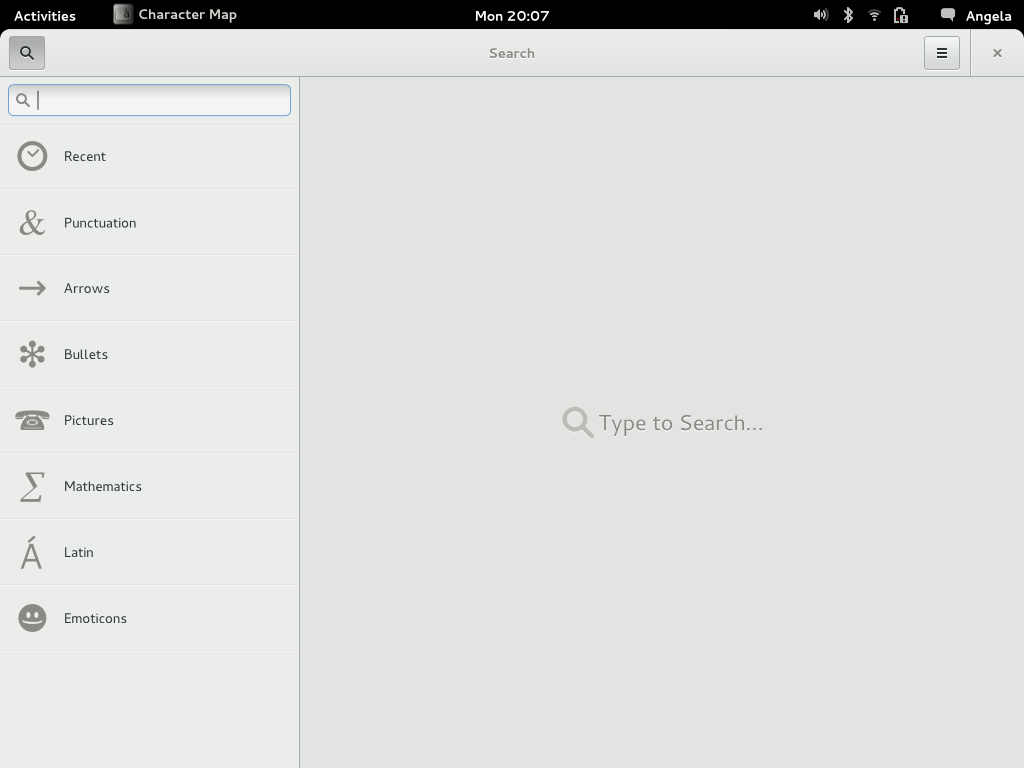 Activities Character Map Mon 20:07 Angela
Search
Recent
& Punctuation
Arrows
Bullets
Pictures
Type to Search...
∑ Mathematics
Á Latin
Emoticons